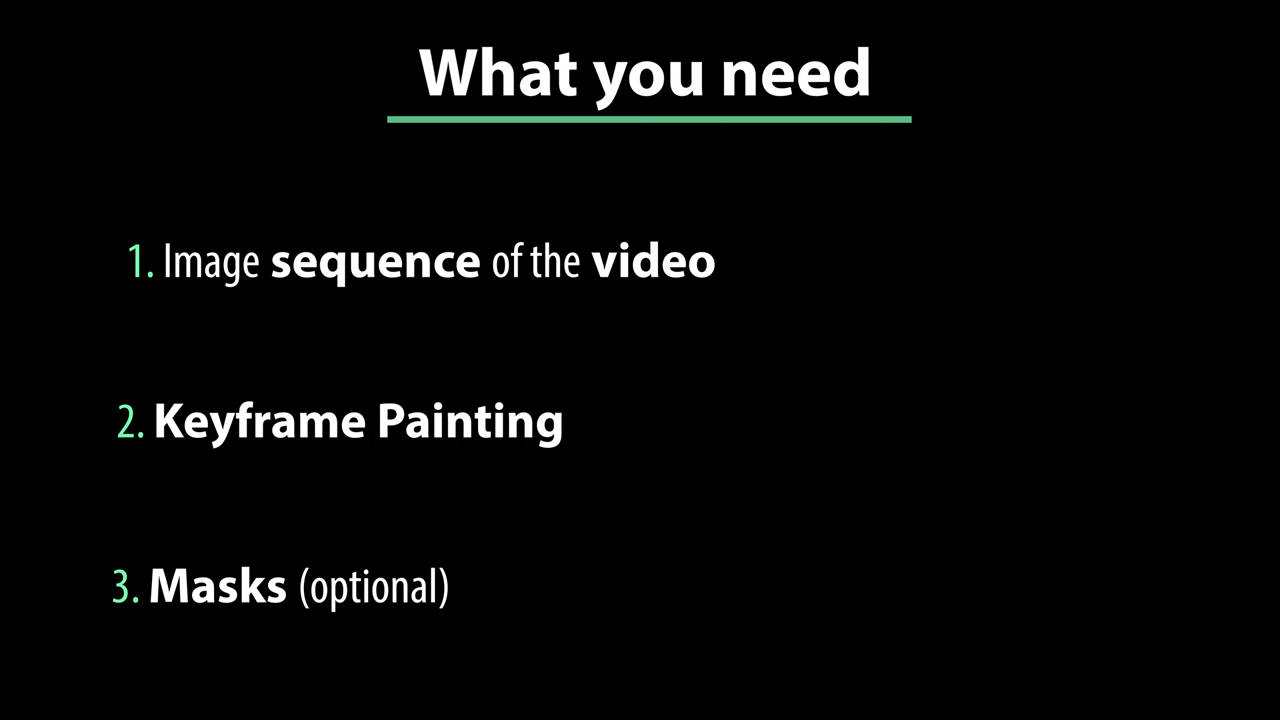 What you need
1. Image sequence of the video
2. Keyframe Painting
3. Masks (optional)